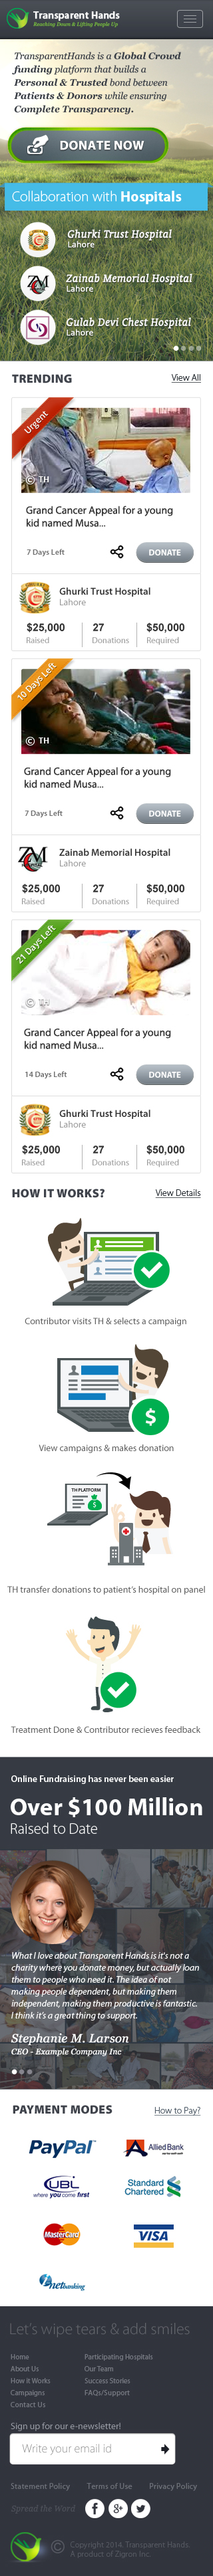 Transparent Hands
Reaching Down & Lifting People Up
TransparentHands is a Global Crowd
funding platform that builds a
Personal & Trusted bond between
Patients & Donors while ensuring
Complete Transparency.
DONATE NOW
Collaboration with Hospitals
Ghurki Trust Hospital
Lahore
Zainab Memorial Hospital
Lahore
Gulab Devi Chest Hospital
Lahore
TRENDING
View All
Urgent
© TH
Grand Cancer Appeal for a young
kid named Musa...
7 Days Left
DONATE
Ghurki Trust Hospital
Lahore
$25,000 27 $50,000
Raised Donations Required
10 Days Left
© TH
Grand Cancer Appeal for a young
kid named Musa...
7 Days Left
DONATE
ZM
Zainab Memorial Hospital
Lahore
$25,000 27 $50,000
Raised Donations Required
21 Days Left
© TH
Grand Cancer Appeal for a young
kid named Musa...
14 Days Left
DONATE
Ghurki Trust Hospital
Lahore
$25,000 27 $50,000
Raised Donations Required
HOW IT WORKS?
View Details
Contributor visits TH & selects a campaign
$
View campaigns & makes donation
TH PLATFORM
$
TH transfer donations to patient's hospital on panel
Treatment Done & Contributor recieves feedback
Online Fundraising has never been easier
Over $100 Million
Raised to Date
What I love about Transparent Hands is it's not a
charity where you donate money, but actually loan
them to people who need it. The idea of not
making people dependent, but making them
independent, making them productive is fantastic.
I think it's a great thing to support.
Stephanie M. Larson
CEO - Example Company Inc
PAYMENT MODES
How to Pay?
PayPal
Allied Bank
UBL
where you come first
Standard
Chartered
MasterCard
VISA
netbanking
Let's wipe tears & add smiles
Home
About Us
How It Works
Campaigns
Contact Us
Participating Hospitals
Our Team
Success Stories
FAQs/Support
Sign up for our e-newsletter!
Write your email id
Statement Policy Terms of Use Privacy Policy
Spread the Word
© Copyright 2014. Transparent Hands.
A product of Zigron Inc.